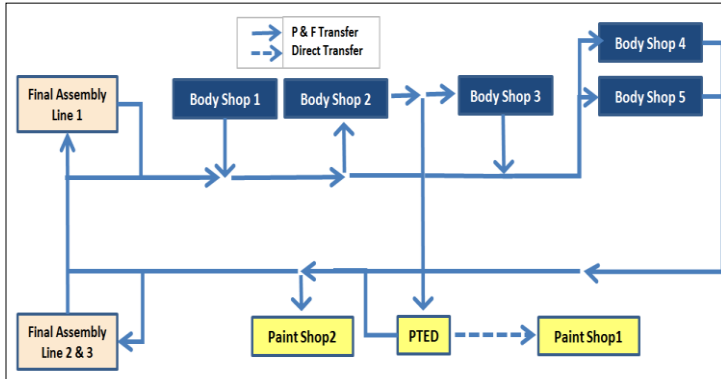 P & F Transfer
Direct Transfer
Body Shop 4
Final Assembly
Line 1
Body Shop 1
Body Shop 2
Body Shop 3
Body Shop 5
Final Assembly
Line 2 & 3
Paint Shop2
PTED
Paint Shop1